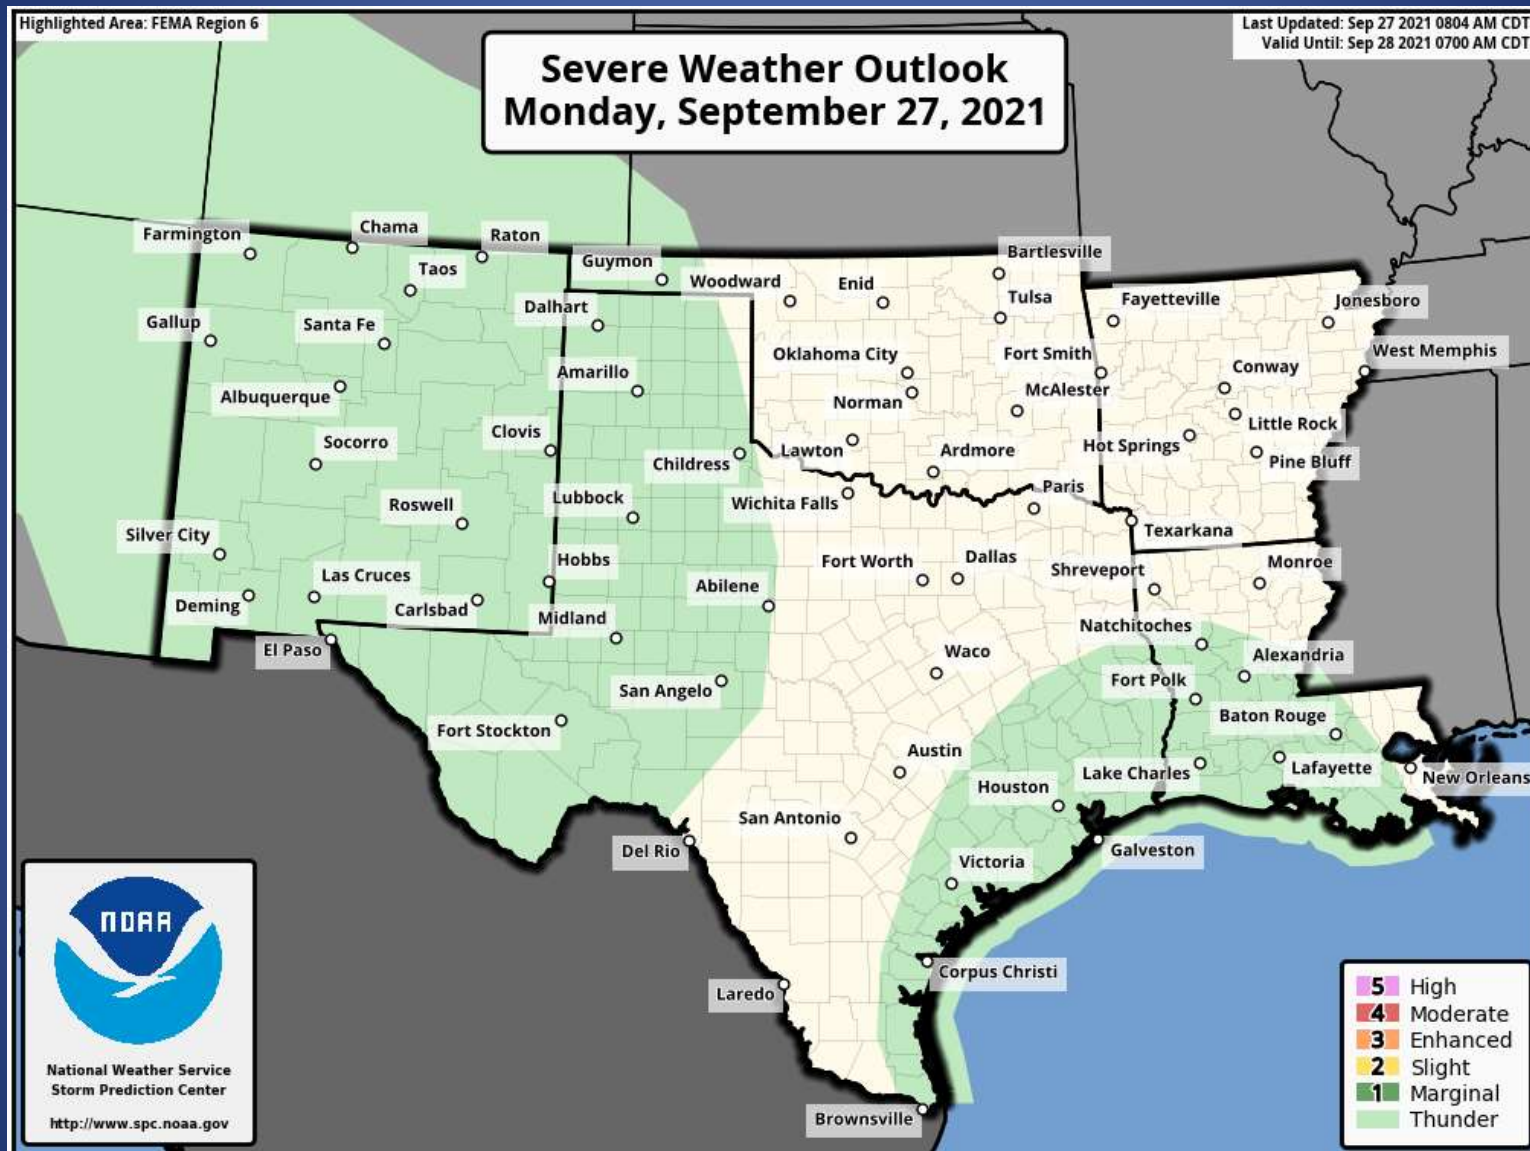 Highlighted Area: FEMA Region 6
Last Updated: Sep 27 2021 0804 AM CDT
Valid Until: Sep 28 2021 0700 AM CDT
Severe Weather Outlook
Monday, September 27, 2021
Farmington
Chama
Raton
Taos
Guymon
Woodward
Enid
Bartlesville
Tulsa
Fayetteville
Jonesboro
Gallup
Santa Fe
Dalhart
Oklahoma City
Fort Smith
West Memphis
Albuquerque
Amarillo
Norman
McAlester
Conway
Little Rock
Socorro
Clovis
Childress
Lawton
Ardmore
Hot Springs
Pine Bluff
Roswell
Lubbock
Wichita Falls
Paris
Texarkana
Silver City
Las Cruces
Hobbs
Fort Worth
Dallas
Shreveport
Monroe
Deming
Carlsbad
Midland
Abilene
Natchitoches
El Paso
San Angelo
Waco
Fort Polk
Alexandria
Fort Stockton
Austin
Baton Rouge
Houston
Lake Charles
Lafayette
New Orleans
San Antonio
Del Rio
Victoria
Galveston
Laredo
Corpus Christi
Brownsville
NOAA
National Weather Service
Storm Prediction Center
http://www.spc.noaa.gov
5 High
4 Moderate
3 Enhanced
2 Slight
1 Marginal
Thunder